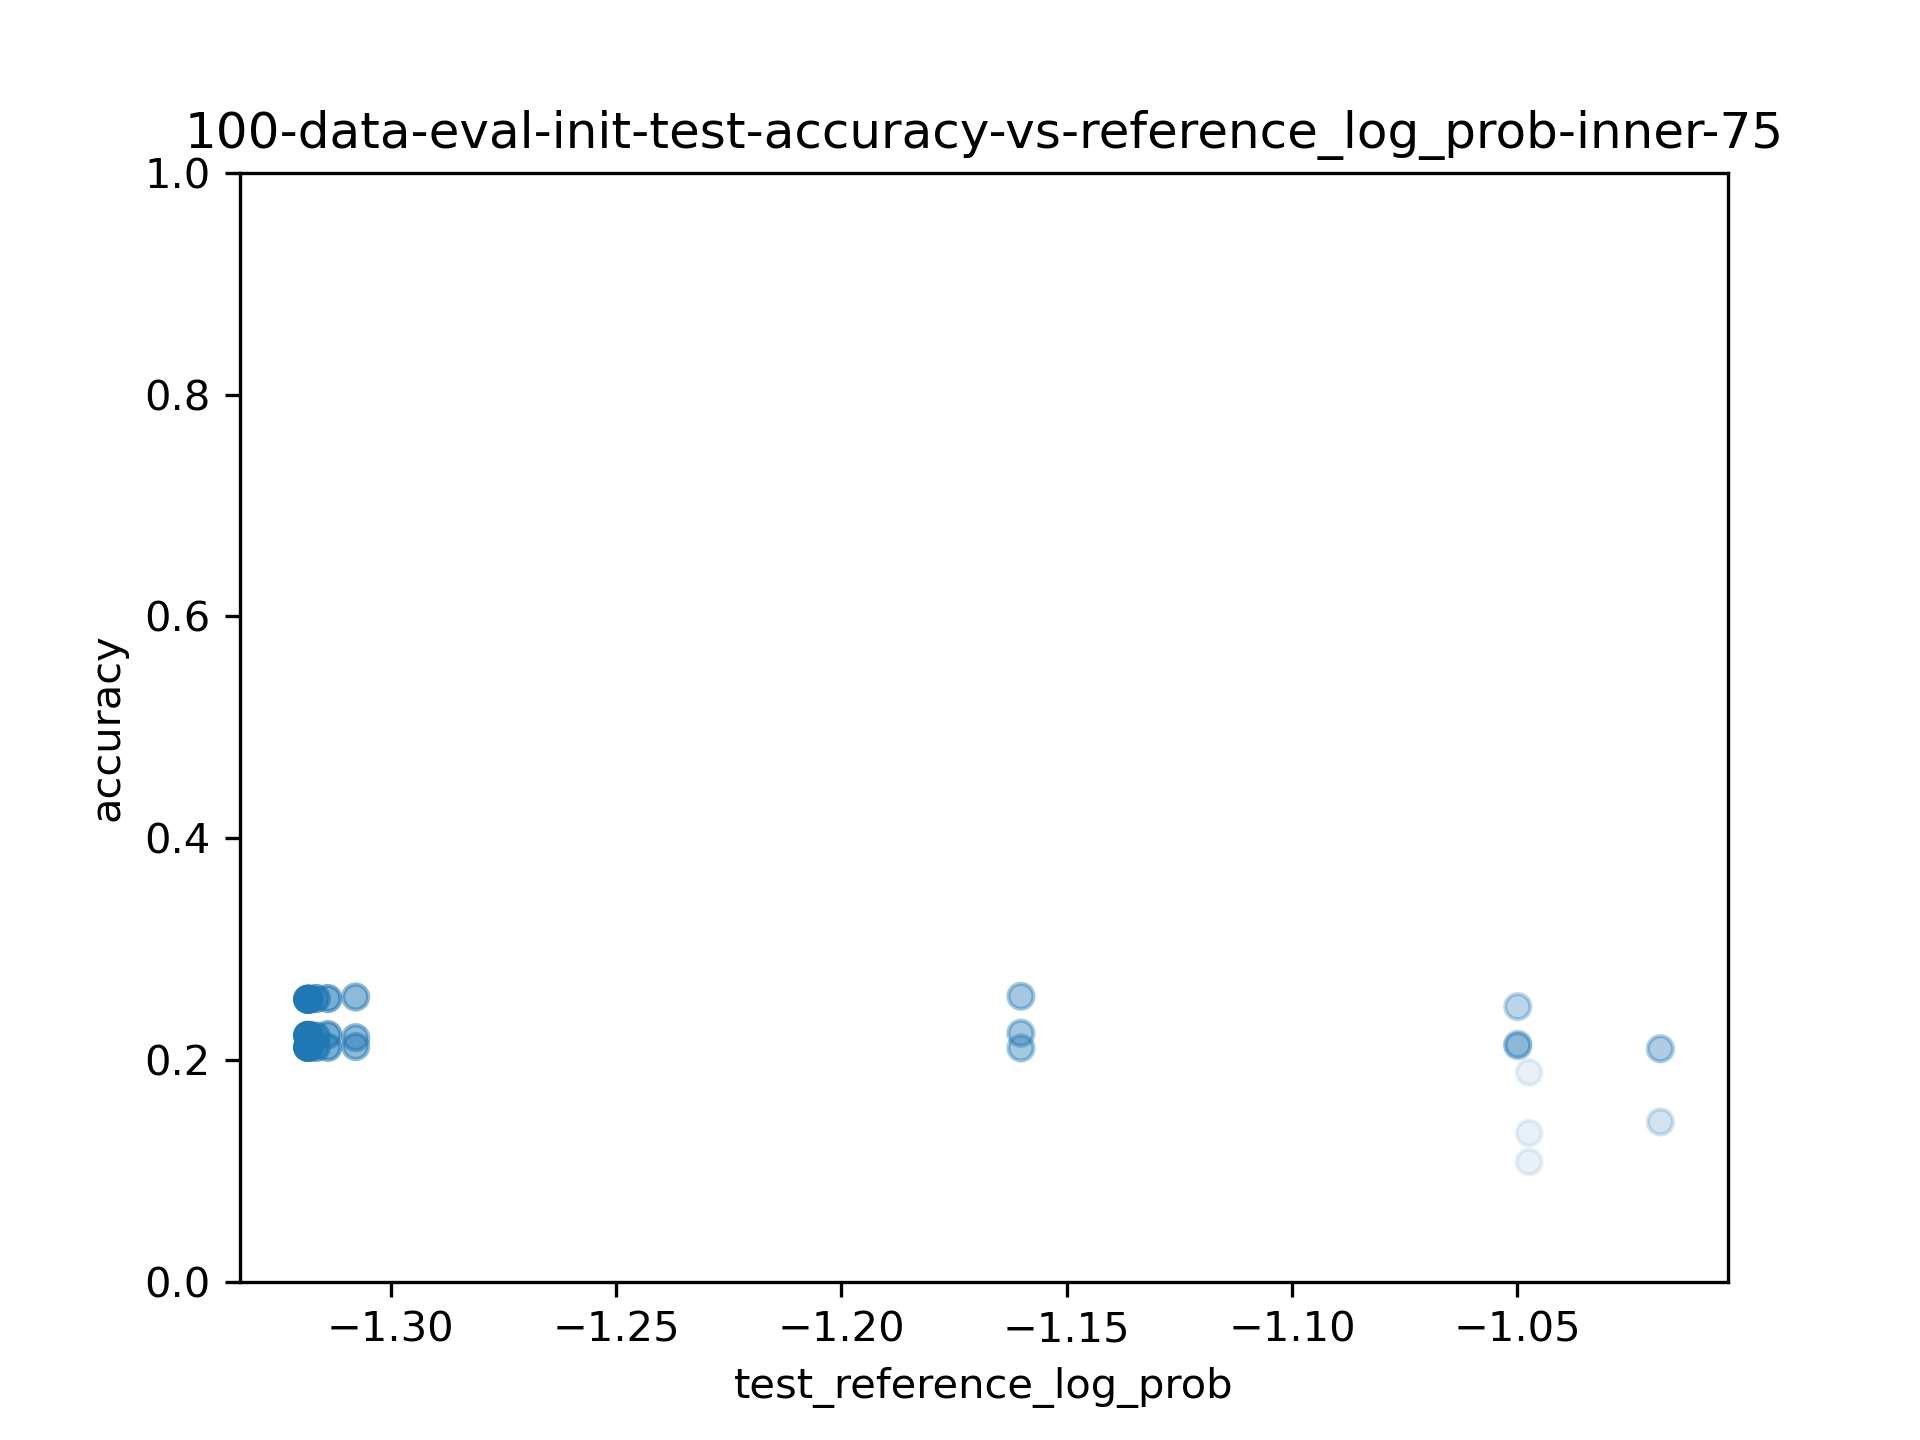 100-data-eval-init-test-accuracy-vs-reference_log_prob-inner-75
1.0
0.8
0.6
0.4
0.2
0.0
accuracy
−1.30 −1.25 −1.20 −1.15 −1.10 −1.05
test_reference_log_prob